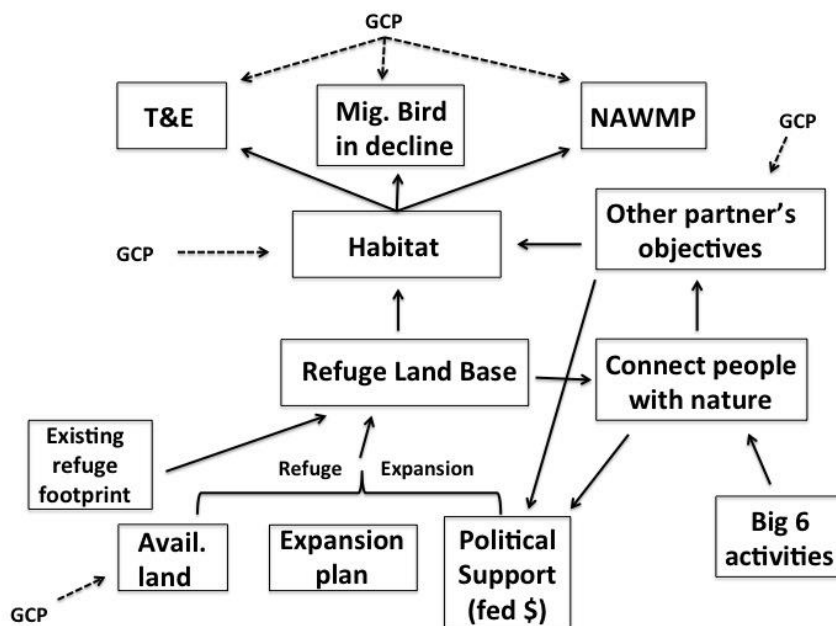 GCP
T&E
Mig. Bird
in decline
NAWMP
GCP
Other partner's
objectives
Habitat
GCP
Refuge Land Base
Connect people
with nature
Existing
refuge
footprint
Refuge Expansion
Avail.
land
Expansion
plan
Political
Support
(fed $)
Big 6
activities
GCP